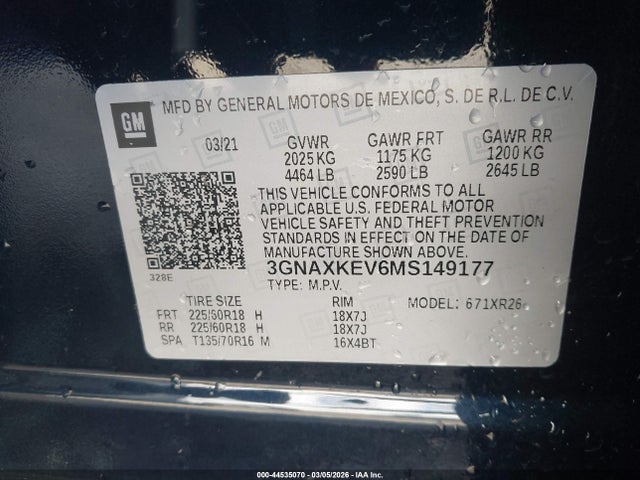 GM MFD BY GENERAL MOTORS DE MEXICO, S. DE R.L. DE C.V.
03/21 GVWR GAWR FRT GAWR RR
2025 KG 1175 KG 1200 KG
4464 LB 2590 LB 2645 LB
THIS VEHICLE CONFORMS TO ALL
APPLICABLE U.S. FEDERAL MOTOR
VEHICLE SAFETY AND THEFT PREVENTION
STANDARDS IN EFFECT ON THE DATE OF
MANUFACTURE SHOWN ABOVE.
328E 3GNAXKEV6MS149177
TYPE: M.P.V.
TIRE SIZE RIM MODEL: 671XR26
FRT 225/60R18 H 18X7J
RR 225/60R18 H 18X7J
SPA T135/70R16 M 16X4BT
000-44535070 - 03/05/2026 - IAA Inc.